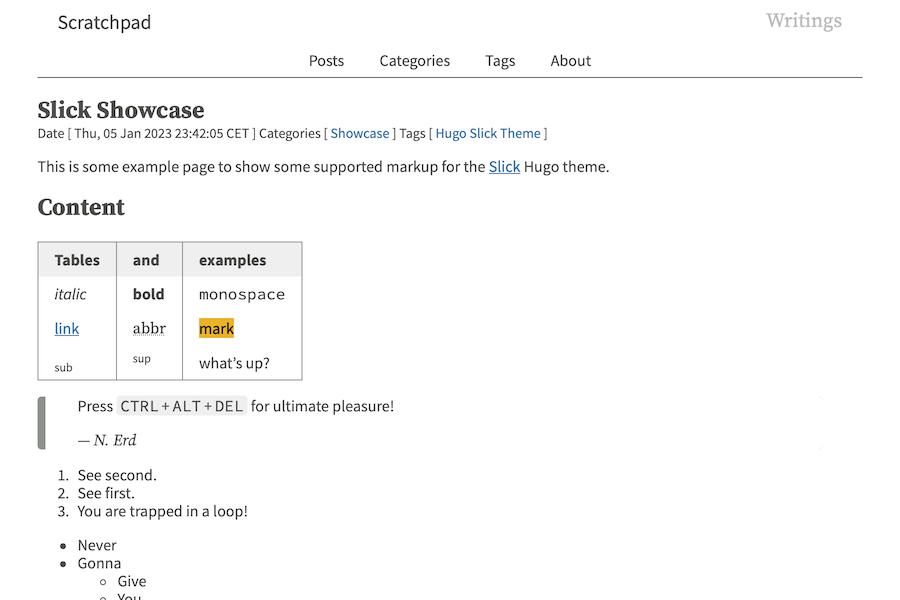 Scratchpad
Writings
Posts Categories Tags About
Slick Showcase
Date [ Thu, 05 Jan 2023 23:42:05 CET ] Categories [ Showcase ] Tags [ Hugo Slick Theme ]
This is some example page to show some supported markup for the Slick Hugo theme.
Content
Tables and examples
italic bold monospace
link abbr mark
sub sup what’s up?
Press CTRL+ALT+DEL for ultimate pleasure!
— N. Erd
1. See second.
2. See first.
3. You are trapped in a loop!
• Never
• Gonna
◦ Give
◦ You